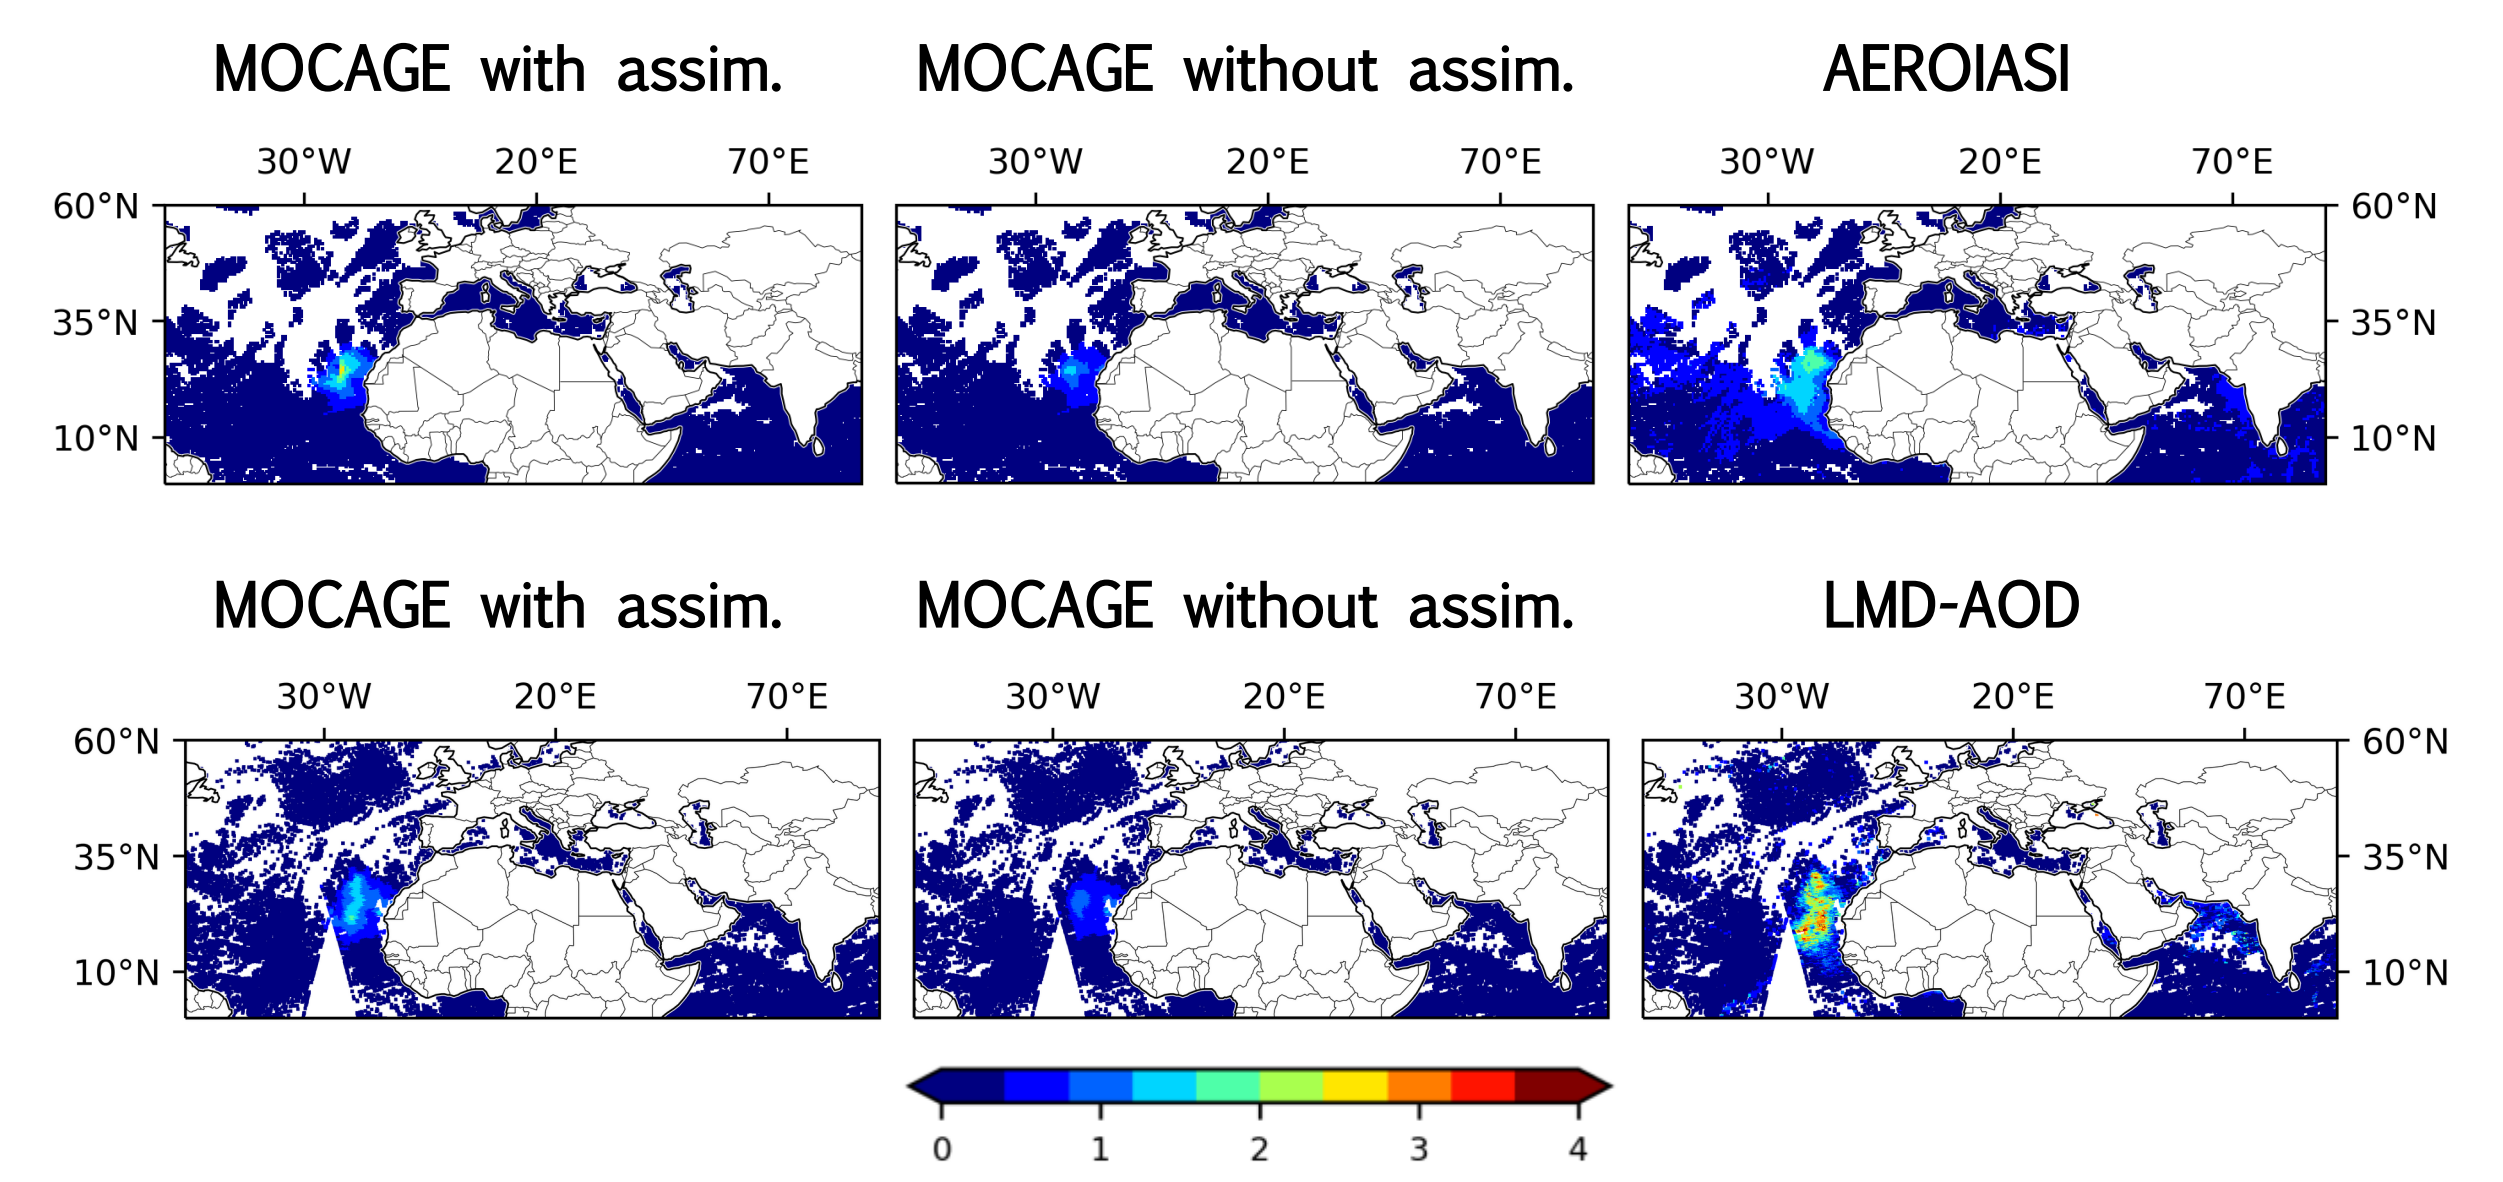 MOCAGE with assim. MOCAGE without assim. AEROIASI
30°W 20°E 70°E 30°W 20°E 70°E 30°W 20°E 70°E
60°N 60°N
35°N 35°N
10°N 10°N
MOCAGE with assim. MOCAGE without assim. LMD-AOD
30°W 20°E 70°E 30°W 20°E 70°E 30°W 20°E 70°E
60°N 60°N
35°N 35°N
10°N 10°N
0 1 2 3 4